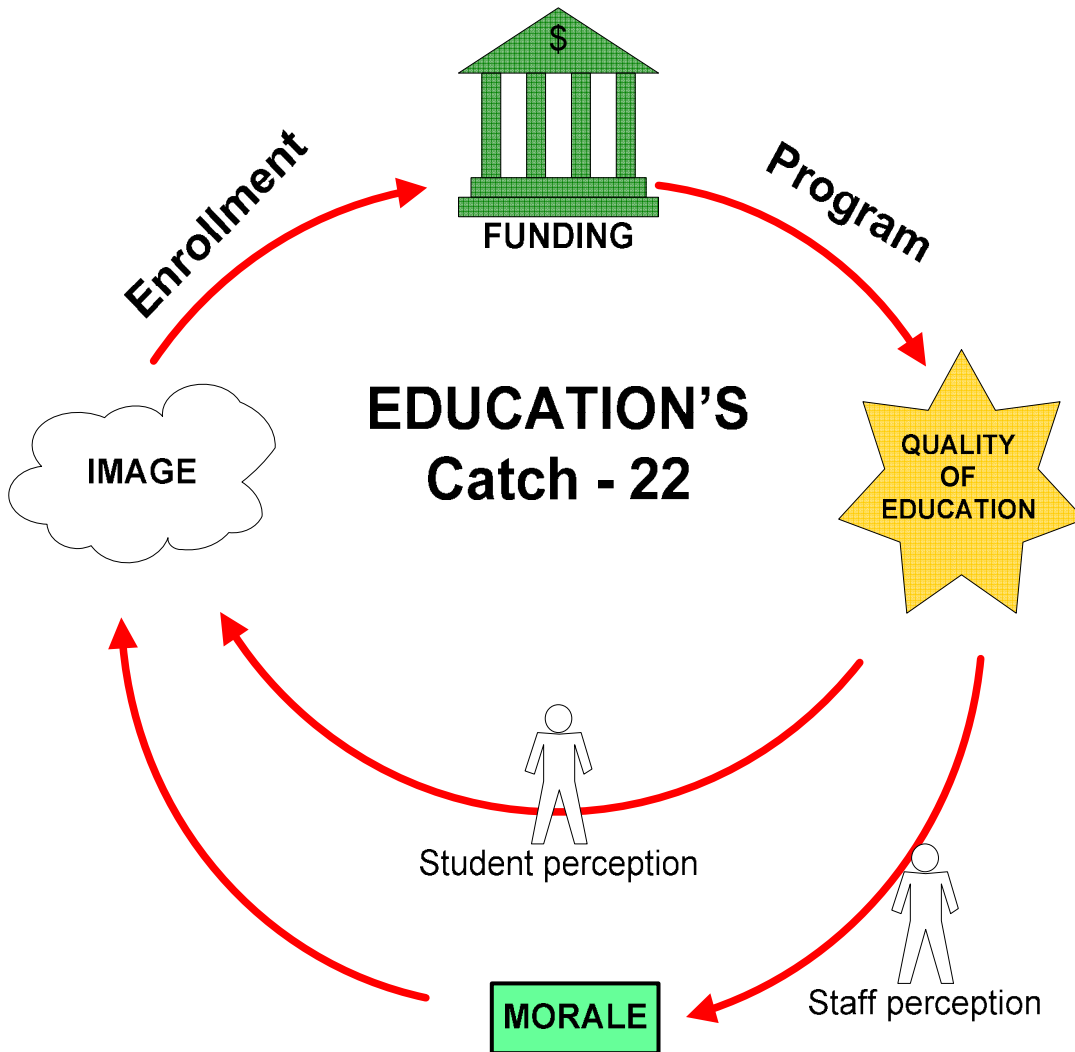 $
FUNDING
Enrollment
Program
EDUCATION'S
Catch - 22
IMAGE
QUALITY
OF
EDUCATION
Student perception
Staff perception
MORALE